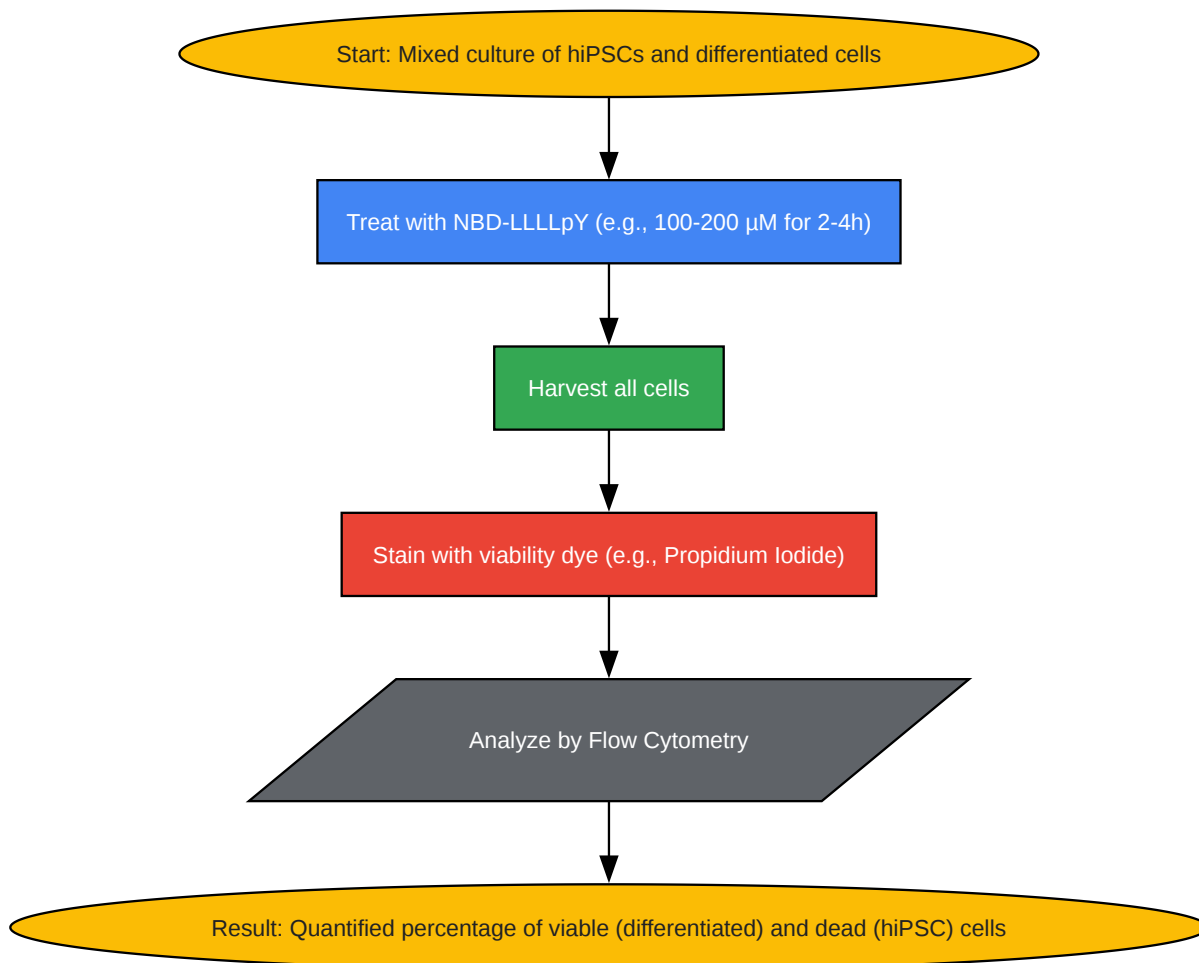 Start: Mixed culture of hiPSCs and differentiated cells
Treat with NBD-LLLLpY (e.g., 100-200 µM for 2-4h)
Harvest all cells
Stain with viability dye (e.g., Propidium Iodide)
Analyze by Flow Cytometry
Result: Quantified percentage of viable (differentiated) and dead (hiPSC) cells